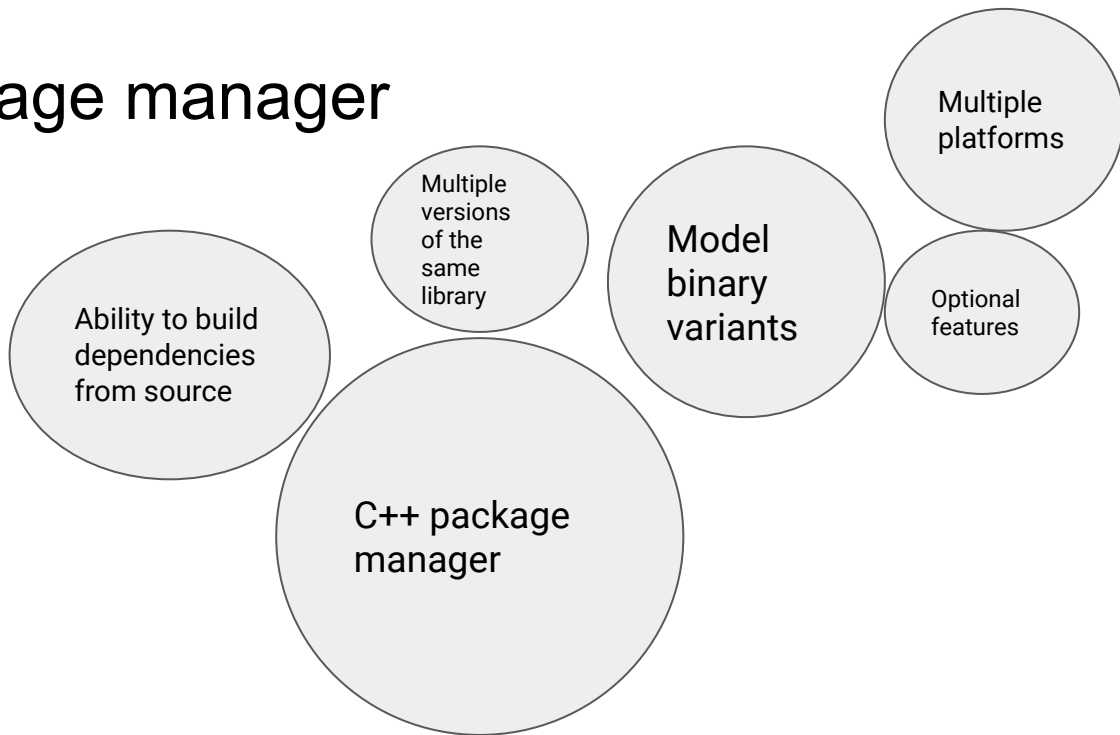 age manager
Multiple
platforms
Multiple
versions
of the
same
library
Model
binary
variants
Optional
features
Ability to build
dependencies
from source
C++ package
manager